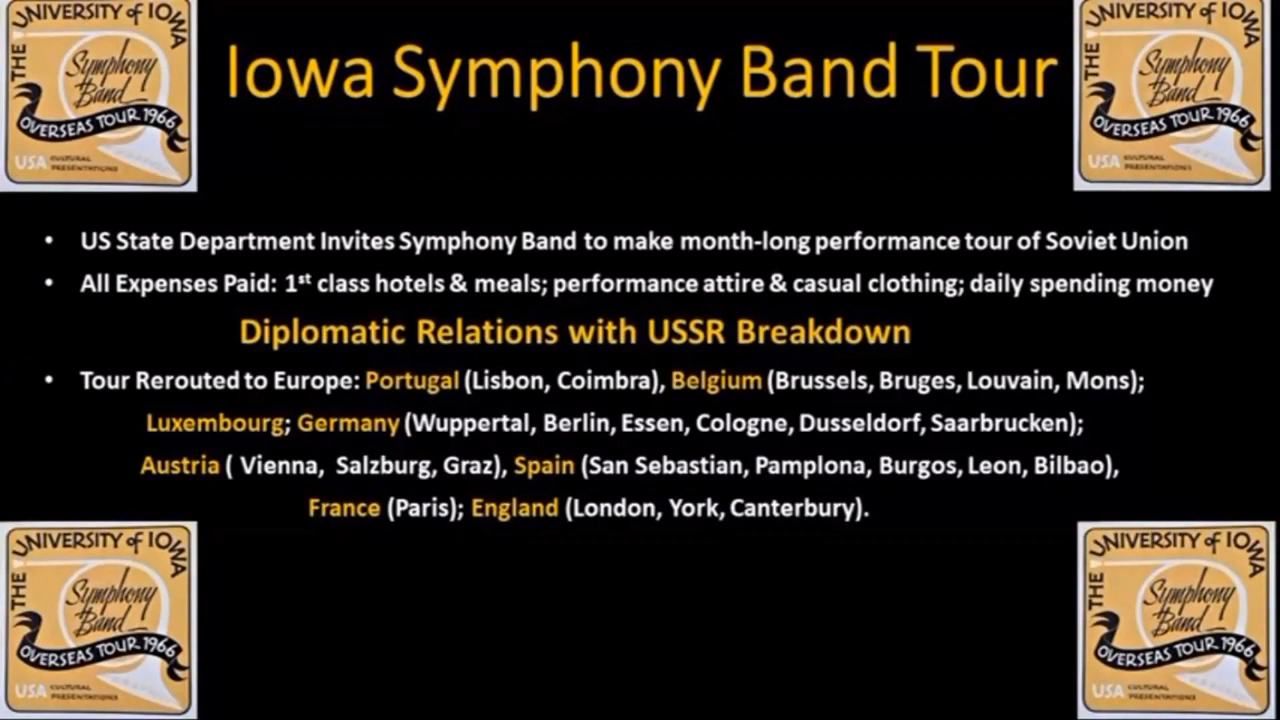 THE UNIVERSITY of IOWA
Symphony
Band
OVERSEAS TOUR 1966
USA CULTURAL
PRESENTATIONS
Iowa Symphony Band Tour
THE UNIVERSITY of IOWA
Symphony
Band
OVERSEAS TOUR 1966
USA CULTURAL
PRESENTATIONS
• US State Department Invites Symphony Band to make month-long performance tour of Soviet Union
• All Expenses Paid: 1st class hotels & meals; performance attire & casual clothing; daily spending money
Diplomatic Relations with USSR Breakdown
• Tour Rerouted to Europe: Portugal (Lisbon, Coimbra), Belgium (Brussels, Bruges, Louvain, Mons);
Luxembourg; Germany (Wuppertal, Berlin, Essen, Cologne, Dusseldorf, Saarbrucken);
Austria ( Vienna, Salzburg, Graz), Spain (San Sebastian, Pamplona, Burgos, Leon, Bilbao),
France (Paris); England (London, York, Canterbury).
THE UNIVERSITY of IOWA
Symphony
Band
OVERSEAS TOUR 1966
USA CULTURAL
PRESENTATIONS
THE UNIVERSITY of IOWA
Symphony
Band
OVERSEAS TOUR 1966
USA CULTURAL
PRESENTATIONS